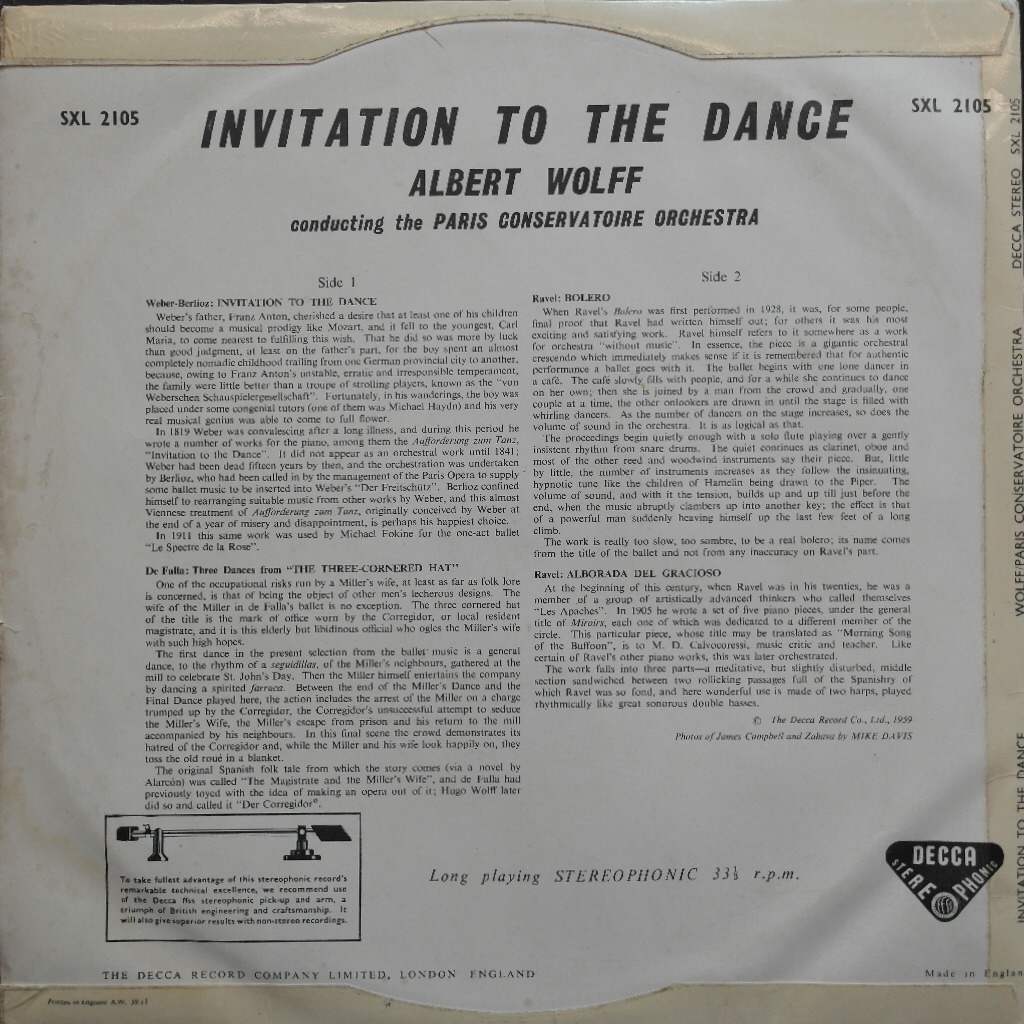 SXL 2105
SXL 2105
INVITATION TO THE DANCE
ALBERT WOLFF
conducting the PARIS CONSERVATOIRE ORCHESTRA
Side 1
Weber-Berlioz: INVITATION TO THE DANCE
Weber's father, Franz Anton, cherished a desire that at least one of his children
should become a musical prodigy like Mozart, and it fell to the youngest, Carl
Maria, to come nearest to fulfilling this wish. That he did so was more by luck
than good judgment, at least on the father's part, for the boy spent an almost
completely nomadic childhood trailing from one German provincial city to another,
because, owing to Franz Anton's unstable, erratic and irresponsible temperament,
the family were little better than a troupe of strolling players, known as the "von
Weberschen Schauspielergesellschaft". Fortunately, in his wanderings, the boy was
placed under some congenial tutors (one of them was Michael Haydn) and his very
real musical genius was able to come to full flower.
In 1819 Weber was convalescing after a long illness, and during this period he
wrote a number of works for the piano, among them the Aufforderung zum Tanz,
"Invitation to the Dance". It did not appear as an orchestral work until 1841;
Weber had been dead fifteen years by then, and the orchestration was undertaken
by Berlioz, who had been called in by the management of the Paris Opera to supply
some ballet music to be inserted into Weber's "Der Freitschütz". Berlioz confined
himself to rearranging suitable music from other works by Weber, and this almost
Viennese treatment of Aufforderung zum Tanz, originally conceived by Weber at
the end of a year of misery and disappointment, is perhaps his happiest choice.
In 1911 this same work was used by Michael Fokine for the one-act ballet
"Le Spectre de la Rose".
De Falla: Three Dances from "THE THREE-CORNERED HAT"
One of the occupational risks run by a Miller's wife, at least as far as folk lore
is concerned, is that of being the object of other men's lecherous designs. The
wife of the Miller in de Falla's ballet is no exception. The three cornered hat
of the title is the mark of office worn by the Corregidor, or local resident
magistrate, and it is this elderly but libidinous official who ogles the Miller's wife
with such high hopes.
The first dance in the present selection from the ballet music is a general
dance, to the rhythm of a seguidillas, of the Miller's neighbours, gathered at the
mill to celebrate St. John's Day. Then the Miller himself entertains the company
by dancing a spirited farruca. Between the end of the Miller's Dance and the
Final Dance played here, the action includes the arrest of the Miller on a charge
trumped up by the Corregidor, the Corregidor's unsuccessful attempt to seduce
the Miller's Wife, the Miller's escape from prison and his return to the mill
accompanied by his neighbours. In this final scene the crowd demonstrates its
hatred of the Corregidor and, while the Miller and his wife look happily on, they
toss the old roué in a blanket.
The original Spanish folk tale from which the story comes (via a novel by
Alarcón) was called "The Magistrate and the Miller's Wife", and de Falla had
previously toyed with the idea of making an opera out of it; Hugo Wolff later
did so and called it "Der Corregidor".
Side 2
Ravel: BOLERO
When Ravel's Bolero was first performed in 1928, it was, for some people,
final proof that Ravel had written himself out; for others it was his most
exciting and satisfying work. Ravel himself refers to it somewhere as a work
for orchestra "without music". In essence, the piece is a gigantic orchestral
crescendo which immediately makes sense if it is remembered that for authentic
performance a ballet goes with it. The ballet begins with one lone dancer in
a café. The café slowly fills with people, and for a while she continues to dance
on her own; then she is joined by a man from the crowd and gradually, one
couple at a time, the other onlookers are drawn in until the stage is filled with
whirling dancers. As the number of dancers on the stage increases, so does the
volume of sound in the orchestra. It is as logical as that.
The proceedings begin quietly enough with a solo flute playing over a gently
insistent rhythm from snare drums. The quiet continues as clarinet, oboe and
most of the other reed and woodwind instruments say their piece. But, little
by little, the number of instruments increases as they follow the insinuating,
hypnotic tune like the children of Hamelin being drawn to the Piper. The
volume of sound, and with it the tension, builds up and up till just before the
end, when the music abruptly clambers up into another key; the effect is that
of a powerful man suddenly heaving himself up the last few feet of a long
climb.
The work is really too slow, too sombre, to be a real bolero; its name comes
from the title of the ballet and not from any inaccuracy on Ravel's part.
Ravel: ALBORADA DEL GRACIOSO
At the beginning of this century, when Ravel was in his twenties, he was a
member of a group of artistically advanced thinkers who called themselves
"Les Apaches". In 1905 he wrote a set of five piano pieces, under the general
title of Miroirs, each one of which was dedicated to a different member of the
circle. This particular piece, whose title may be translated as "Morning Song
of the Buffoon", is to M. D. Calvocoressi, music critic and teacher. Like
certain of Ravel's other piano works, this was later orchestrated.
The work falls into three parts—a meditative, but slightly disturbed, middle
section sandwiched between two rollicking passages full of the Spanishry of
which Ravel was so fond, and here wonderful use is made of two harps, played
rhythmically like great sonorous double basses.
© The Decca Record Co., Ltd., 1959
Photos of James Campbell and Zahava by MIKE DAVIS
To take fullest advantage of this stereophonic record's
remarkable technical excellence, we recommend use
of the Decca ffss stereophonic pick-up and arm, a
triumph of British engineering and craftsmanship. It
will also give superior results with non-stereo recordings.
Long playing STEREOPHONIC 33⅓ r.p.m.
DECCA
STEREOPHONIC
THE DECCA RECORD COMPANY LIMITED, LONDON ENGLAND
Made in Englan
Printed in England A.W.
INVITATION TO THE DANCE WOLFF/PARIS CONSERVATOIRE ORCHESTRA DECCA STEREO SXL 2105